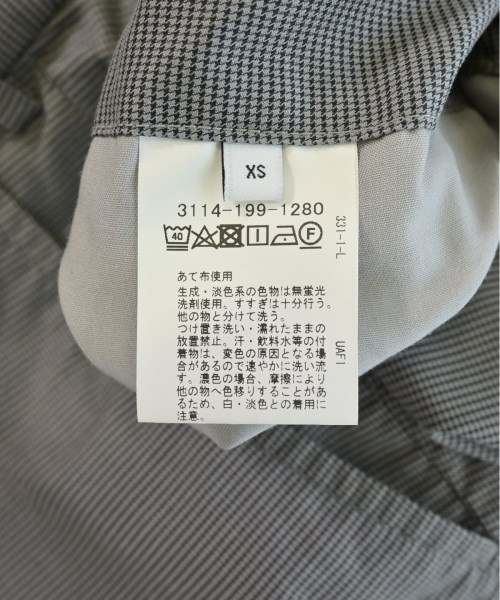 XS
3114-199-1280
40
F
あて布使用
生成・淡色系の色物は無蛍光
洗剤使用。すすぎは十分行う。
他の物と分けて洗う。
つけ置き洗い・濡れたままの
放置禁止。汗・飲料水等の付
着物は、変色の原因となる場
合があるので速やかに洗い流
す。濃色の場合、摩擦により
他の物へ色移りすることがあ
るため、白・淡色との着用に
注意。
331-I-L
UAFI